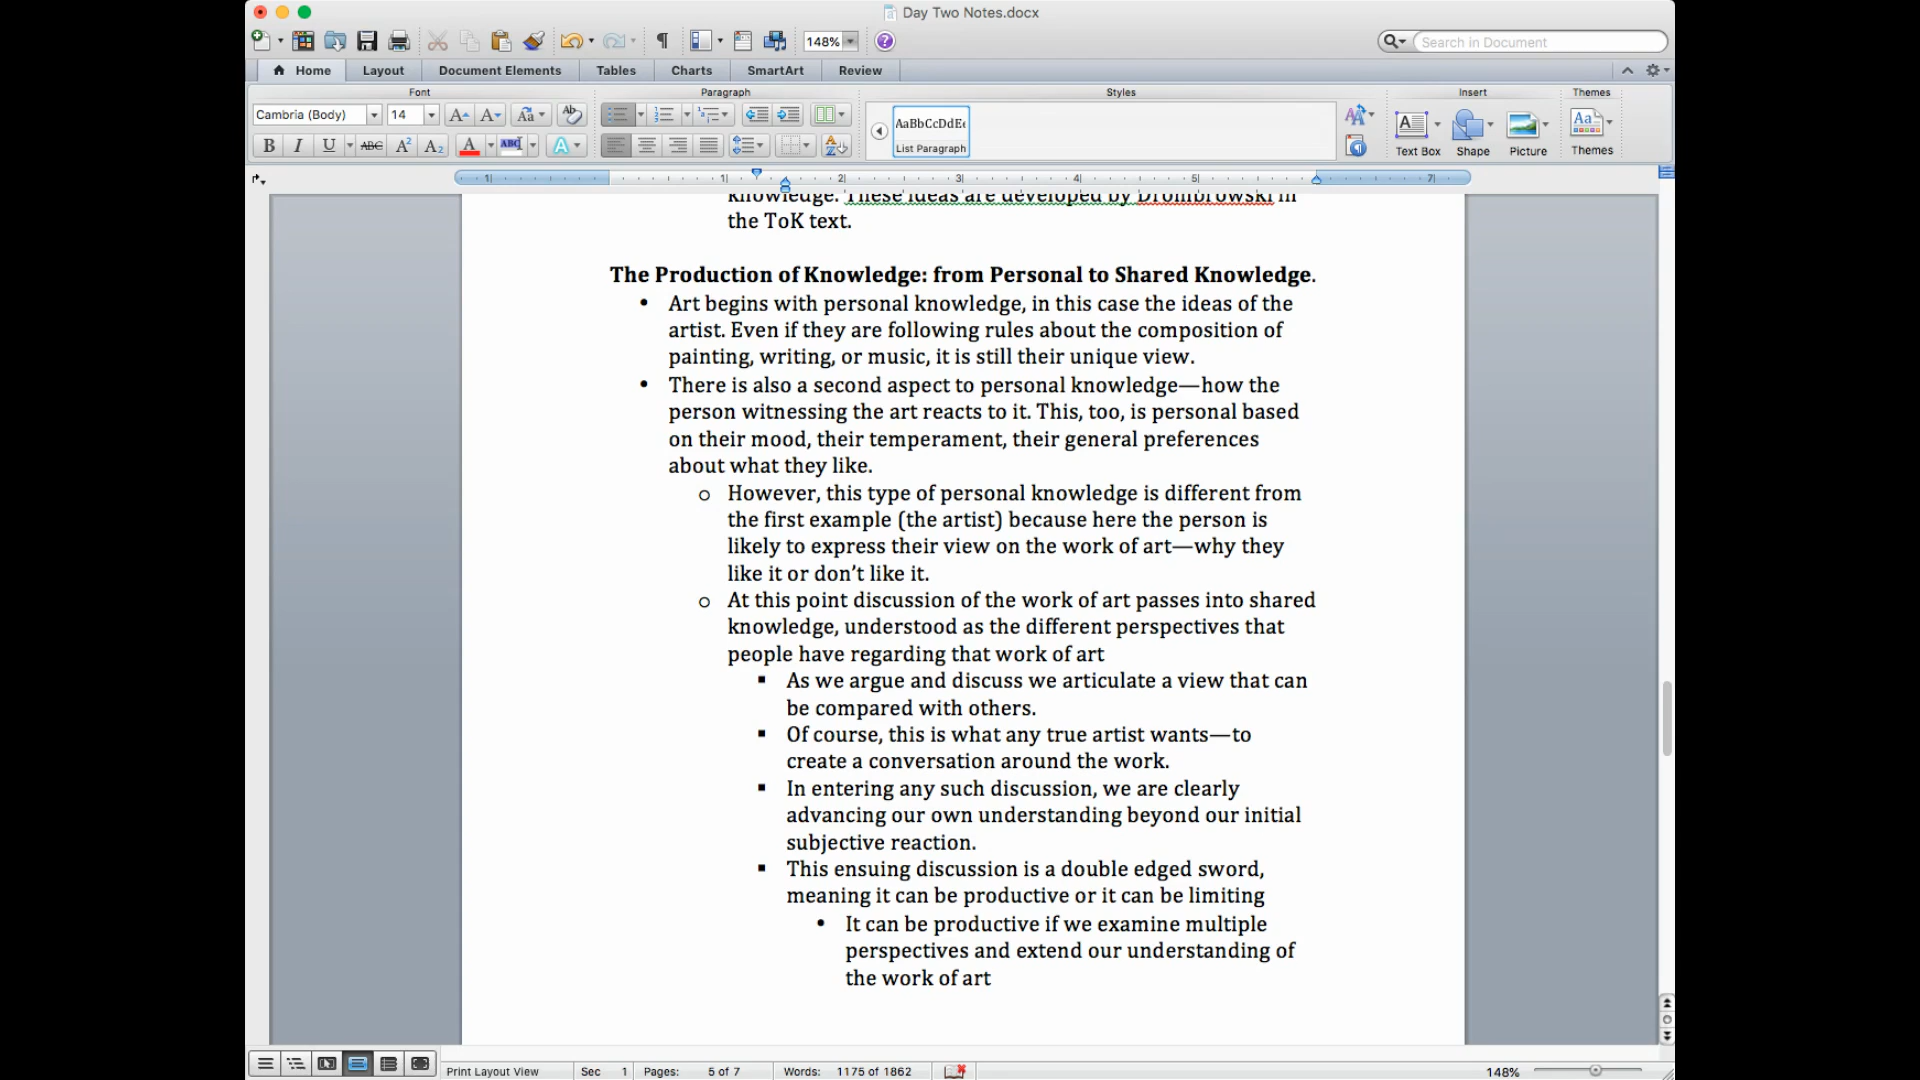 Day Two Notes.docx
148%
Search in Document
Home Layout Document Elements Tables Charts SmartArt Review
Font Paragraph Styles Insert Themes
Cambria (Body) 14
AaBbCcDdEe
List Paragraph
Text Box Shape Picture Themes
knowledge. These ideas are developed by Drombrowski in
the ToK text.
The Production of Knowledge: from Personal to Shared Knowledge.
• Art begins with personal knowledge, in this case the ideas of the
artist. Even if they are following rules about the composition of
painting, writing, or music, it is still their unique view.
• There is also a second aspect to personal knowledge—how the
person witnessing the art reacts to it. This, too, is personal based
on their mood, their temperament, their general preferences
about what they like.
o However, this type of personal knowledge is different from
the first example (the artist) because here the person is
likely to express their view on the work of art—why they
like it or don’t like it.
o At this point discussion of the work of art passes into shared
knowledge, understood as the different perspectives that
people have regarding that work of art
▪ As we argue and discuss we articulate a view that can
be compared with others.
▪ Of course, this is what any true artist wants—to
create a conversation around the work.
▪ In entering any such discussion, we are clearly
advancing our own understanding beyond our initial
subjective reaction.
▪ This ensuing discussion is a double edged sword,
meaning it can be productive or it can be limiting
• It can be productive if we examine multiple
perspectives and extend our understanding of
the work of art
Print Layout View Sec 1 Pages: 5 of 7 Words: 1175 of 1862 148%